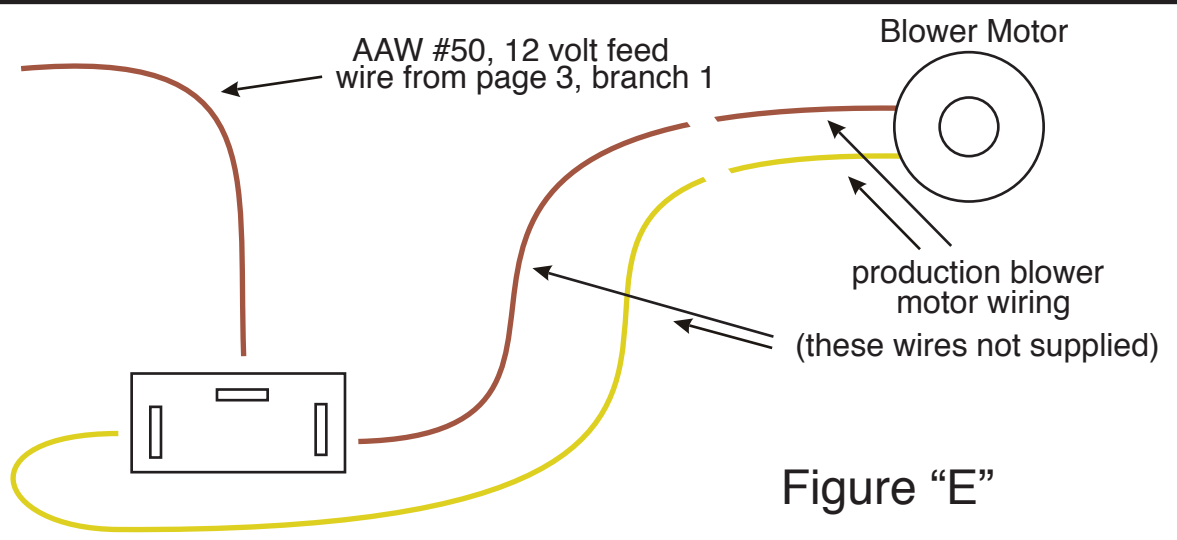 Blower Motor
AAW #50, 12 volt feed
wire from page 3, branch 1
production blower
motor wiring
(these wires not supplied)
Figure “E”